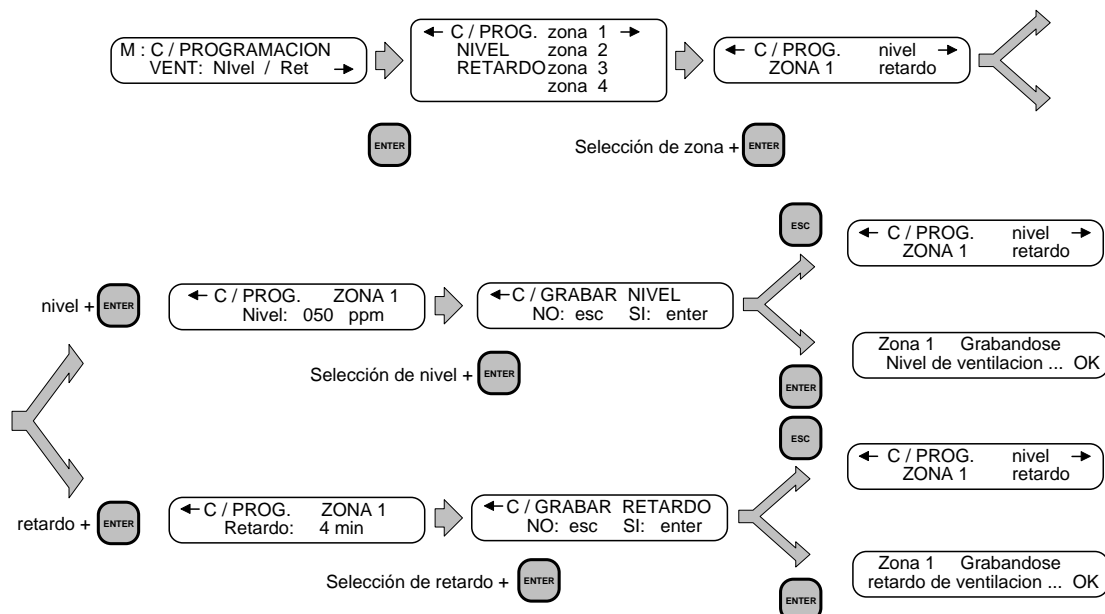 M : C / PROGRAMACION
VENT: NIvel / Ret →
← C / PROG. zona 1 →
NIVEL zona 2
RETARDO zona 3
zona 4
← C / PROG. nivel →
ZONA 1 retardo
ENTER
Selección de zona + ENTER
ESC
← C / PROG. nivel →
ZONA 1 retardo
nivel + ENTER
← C / PROG. ZONA 1
Nivel: 050 ppm
← C / GRABAR NIVEL
NO: esc SI: enter
Selección de nivel + ENTER
Zona 1 Grabandose
Nivel de ventilacion ... OK
ENTER
ESC
← C / PROG. nivel →
ZONA 1 retardo
retardo + ENTER
← C / PROG. ZONA 1
Retardo: 4 min
← C / GRABAR RETARDO
NO: esc SI: enter
Selección de retardo + ENTER
Zona 1 Grabandose
retardo de ventilacion ... OK
ENTER